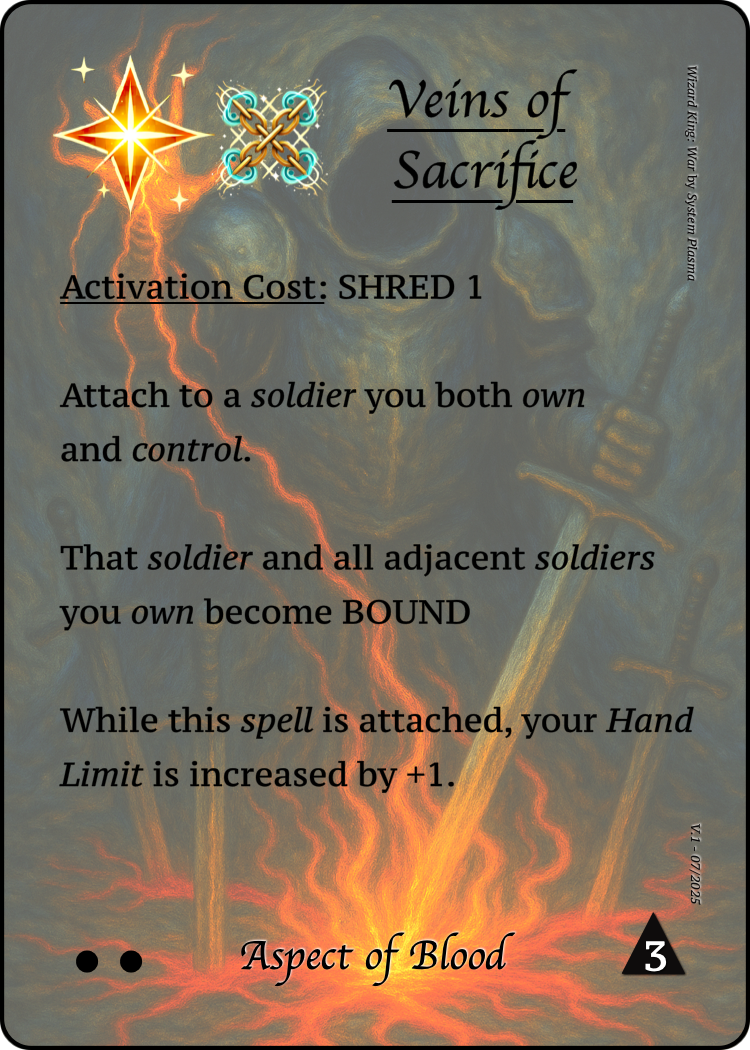 Veins of
Sacrifice
Wizard King: War by System Plasma
Activation Cost: SHRED 1
Attach to a soldier you both own
and control.
That soldier and all adjacent soldiers
you own become BOUND
While this spell is attached, your Hand
Limit is increased by +1.
V.1 - 07/2025
Aspect of Blood
3